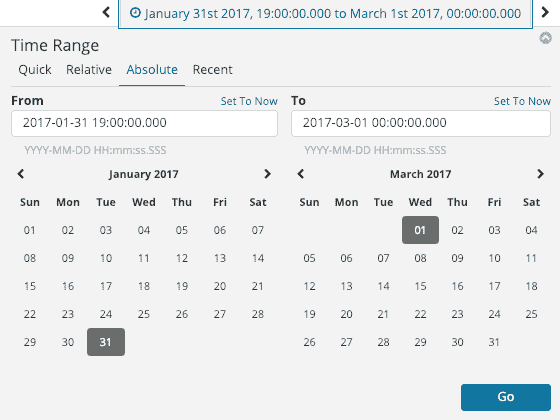 January 31st 2017, 19:00:00.000 to March 1st 2017, 00:00:00.000
Time Range
Quick Relative Absolute Recent
From Set To Now To Set To Now
2017-01-31 19:00:00.000 2017-03-01 00:00:00.000
YYYY-MM-DD HH:mm:ss.SSS YYYY-MM-DD HH:mm:ss.SSS
January 2017 March 2017
Sun Mon Tue Wed Thu Fri Sat Sun Mon Tue Wed Thu Fri Sat
01 02 03 04 05 06 07 01 02 03 04
08 09 10 11 12 13 14 05 06 07 08 09 10 11
15 16 17 18 19 20 21 12 13 14 15 16 17 18
22 23 24 25 26 27 28 19 20 21 22 23 24 25
29 30 31 26 27 28 29 30 31
Go